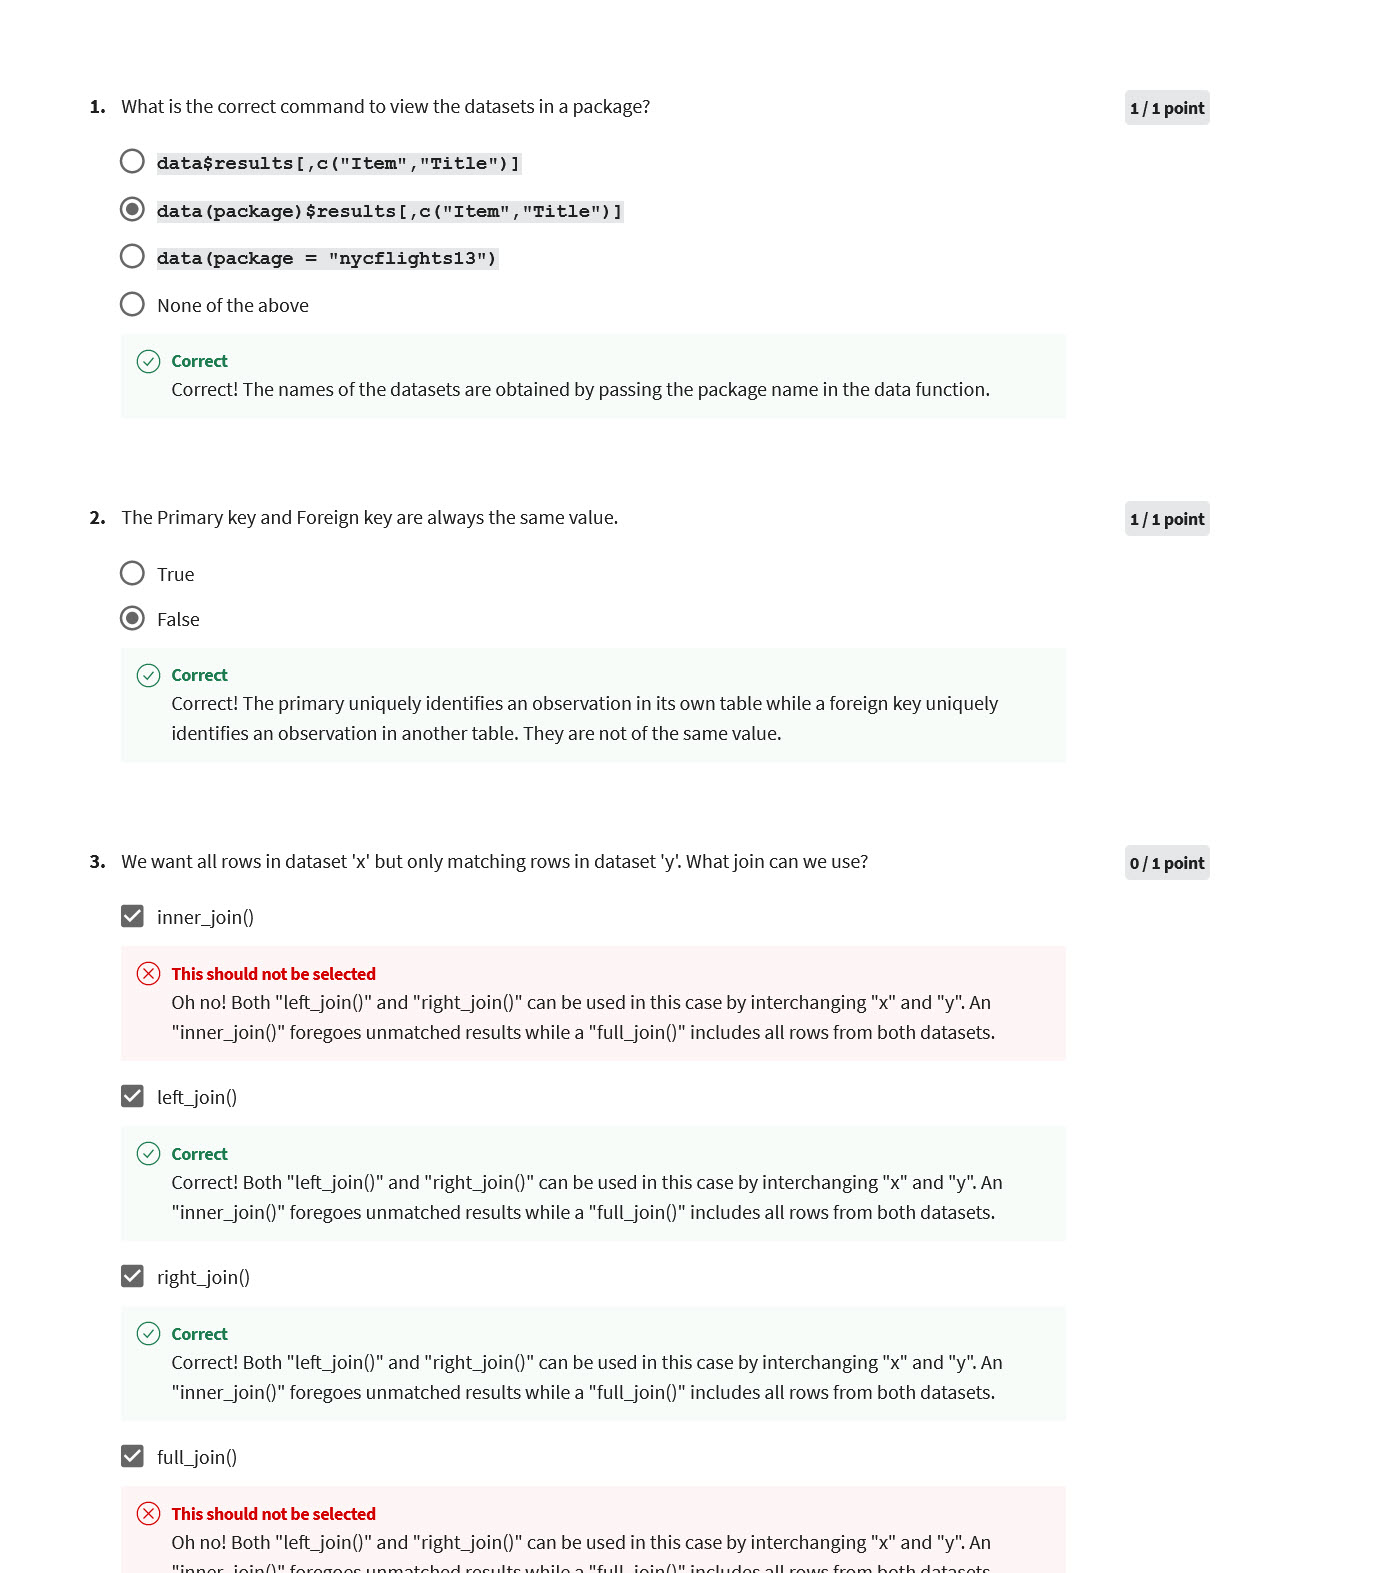 1. What is the correct command to view the datasets in a package?
1 / 1 point
data$results[,c("Item","Title")]
data(package)$results[,c("Item","Title")]
data(package = "nycflights13")
None of the above
Correct
Correct! The names of the datasets are obtained by passing the package name in the data function.
2. The Primary key and Foreign key are always the same value.
1 / 1 point
True
False
Correct
Correct! The primary uniquely identifies an observation in its own table while a foreign key uniquely
identifies an observation in another table. They are not of the same value.
3. We want all rows in dataset 'x' but only matching rows in dataset 'y'. What join can we use?
0 / 1 point
inner_join()
This should not be selected
Oh no! Both "left_join()" and "right_join()" can be used in this case by interchanging "x" and "y". An
"inner_join()" foregoes unmatched results while a "full_join()" includes all rows from both datasets.
left_join()
Correct
Correct! Both "left_join()" and "right_join()" can be used in this case by interchanging "x" and "y". An
"inner_join()" foregoes unmatched results while a "full_join()" includes all rows from both datasets.
right_join()
Correct
Correct! Both "left_join()" and "right_join()" can be used in this case by interchanging "x" and "y". An
"inner_join()" foregoes unmatched results while a "full_join()" includes all rows from both datasets.
full_join()
This should not be selected
Oh no! Both "left_join()" and "right_join()" can be used in this case by interchanging "x" and "y". An
"inner_join()" foregoes unmatched results while a "full_join()" includes all rows from both datasets.